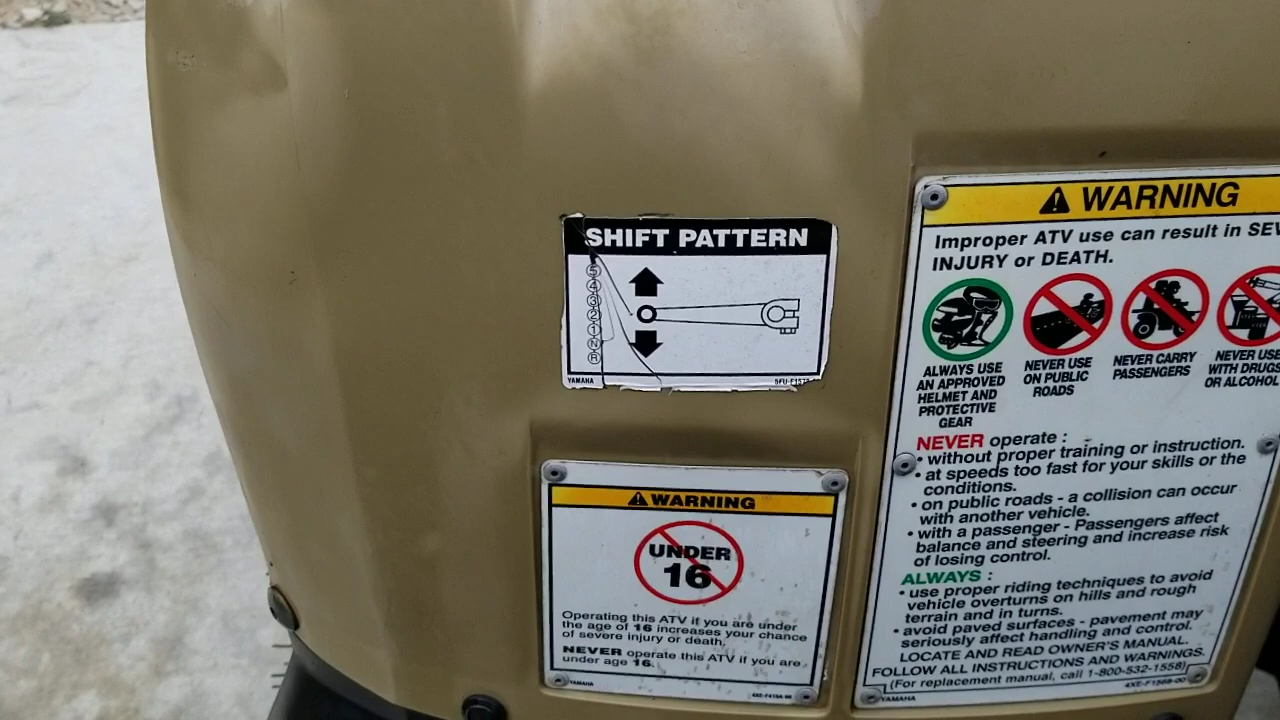 SHIFT PATTERN
5
4
3
2
1
N
R
YAMAHA
WARNING
UNDER
16
Operating this ATV if you are under
the age of 16 increases your chance
of severe injury or death.
NEVER operate this ATV if you are
under age 16.
YAMAHA
WARNING
Improper ATV use can result in
INJURY or DEATH.
ALWAYS USE
AN APPROVED
HELMET AND
PROTECTIVE
GEAR
NEVER USE
ON PUBLIC
ROADS
NEVER CARRY
PASSENGERS
NEVER USE
WITH DRUGS
OR ALCOHOL
NEVER operate :
• without proper training or instruction.
• at speeds too fast for your skills or the
conditions.
• on public roads - a collision can occur
with another vehicle.
• with a passenger - Passengers affect
balance and steering and increase risk
of losing control.
ALWAYS :
• use proper riding techniques to avoid
vehicle overturns on hills and rough
terrain and in turns.
• avoid paved surfaces - pavement may
seriously affect handling and control.
LOCATE AND READ OWNER'S MANUAL.
FOLLOW ALL INSTRUCTIONS AND WARNINGS.
(For replacement manual, call 1-800-532-1558)
YAMAHA
4XE-F1568-00